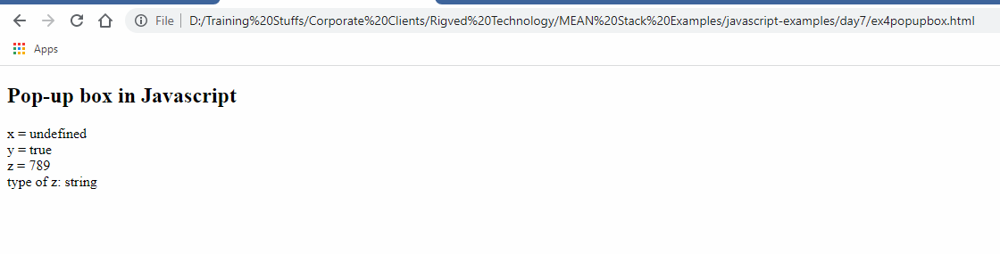 File D:/Training%20Stuffs/Corporate%20Clients/Rigved%20Technology/MEAN%20Stack%20Examples/javascript-examples/day7/ex4popupbox.html
Apps
Pop-up box in Javascript
x = undefined
y = true
z = 789
type of z: string